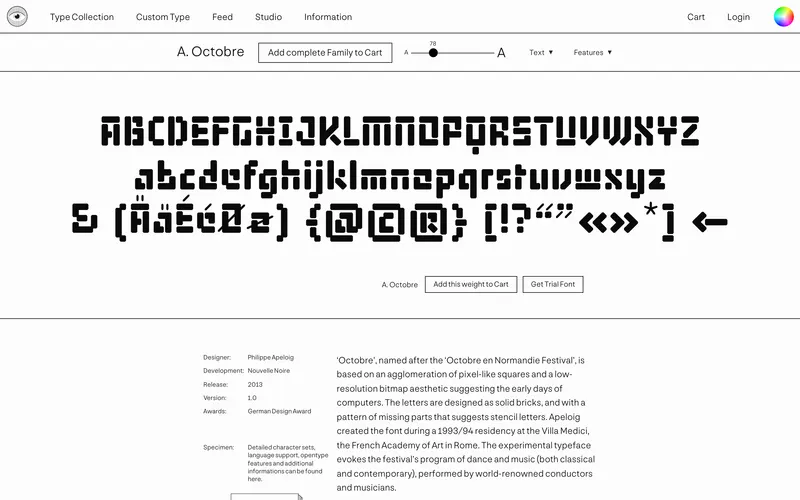 Type Collection Custom Type Feed Studio Information Cart Login
A. Octobre Add complete Family to Cart A 78 A Text ▼ Features ▼
ABCDEFGHIJKLMNOPQRSTUVWXYZ
abcdefghijklmnopqrstuvwxyz
& (ÄäÉéØø) {@©®} [!?“”«»*] ←
A. Octobre Add this weight to Cart Get Trial Font
Designer: Philippe Apeloig
Development: Nouvelle Noire
Release: 2013
Version: 1.0
Awards: German Design Award
Specimen: Detailed character sets,
language support, opentype
features and additional
informations can be found
here.
‘Octobre’, named after the ‘Octobre en Normandie Festival’, is
based on an agglomeration of pixel-like squares and a low-
resolution bitmap aesthetic suggesting the early days of
computers. The letters are designed as solid bricks, and with a
pattern of missing parts that suggests stencil letters. Apeloig
created the font during a 1993/94 residency at the Villa Medici,
the French Academy of Art in Rome. The experimental typeface
evokes the festival’s program of dance and music (both classical
and contemporary), performed by world-renowned conductors
and musicians.